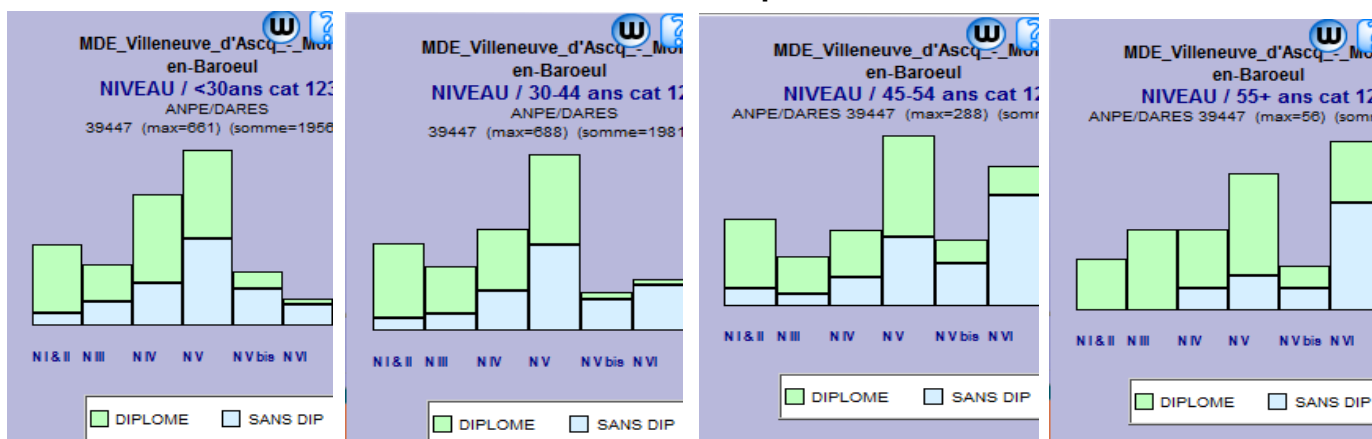 MDE_Villeneuve_d'Ascq_-_Mon
en-Baroeul
NIVEAU / <30ans cat 123
ANPE/DARES
39447 (max=661) (somme=1956
N I & II N III N IV N V N V bis N VI
DIPLOME SANS DIP
MDE_Villeneuve_d'Ascq_-_Mon
en-Baroeul
NIVEAU / 30-44 ans cat 12
ANPE/DARES
39447 (max=688) (somme=1981
N I & II N III N IV N V N V bis N VI
DIPLOME SANS DIP
MDE_Villeneuve_d'Ascq_-_Mo
en-Baroeul
NIVEAU / 45-54 ans cat 12
ANPE/DARES 39447 (max=288) (som
N I & II N III N IV N V N V bis N VI
DIPLOME SANS DIP
MDE_Villeneuve_d'Ascq_-_Mo
en-Baroeul
NIVEAU / 55+ ans cat 12
ANPE/DARES 39447 (max=56) (som
N I & II N III N IV N V N V bis N VI
DIPLOME SANS DIP